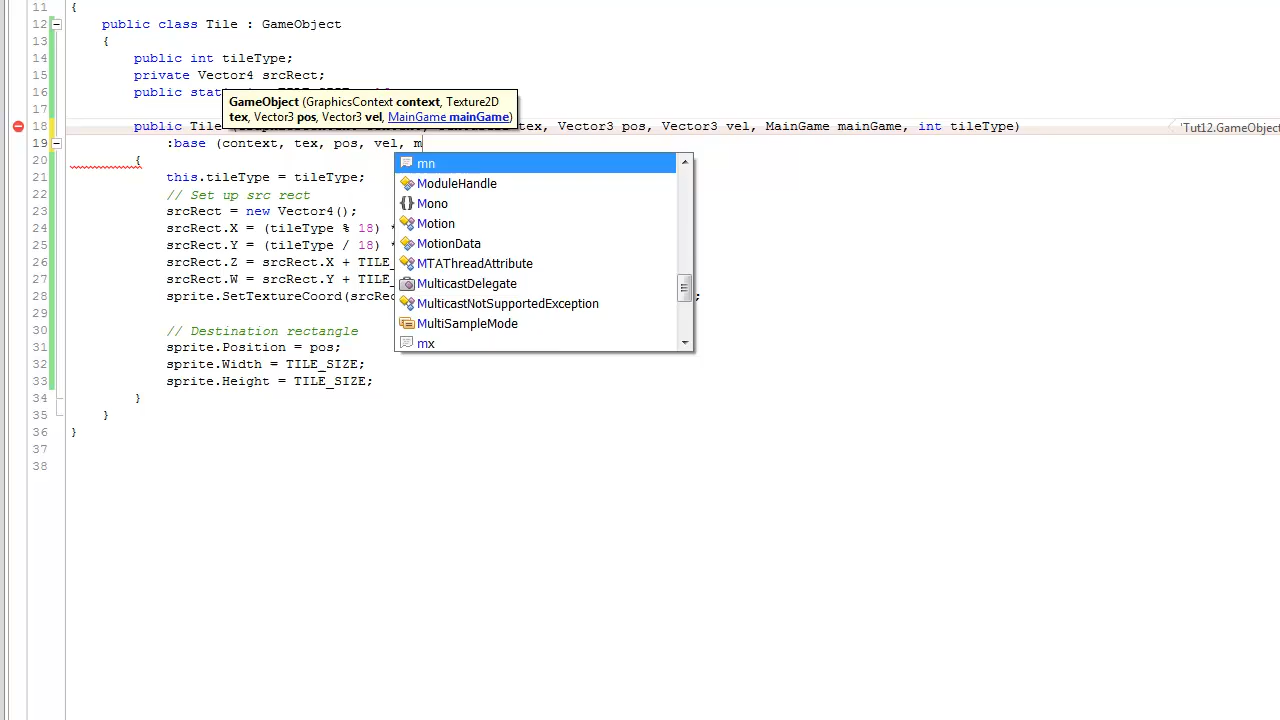 11 {
12 public class Tile : GameObject
13 {
14 public int tileType;
15 private Vector4 srcRect;
16 public
GameObject (GraphicsContext context, Texture2D
tex, Vector3 pos, Vector3 vel, MainGame mainGame)
17
18 public Tile tex, Vector3 pos, Vector3 vel, MainGame mainGame, int tileType)
'Tut12.GameObject
19 :base (context, tex, pos, vel, m
20 {
mn
ModuleHandle
Mono
Motion
MotionData
MTAThreadAttribute
MulticastDelegate
MulticastNotSupportedException
MultiSampleMode
mx
21 this.tileType = tileType;
22 // Set up src rect
23 srcRect = new Vector4();
24 srcRect.X = (tileType % 18) *
25 srcRect.Y = (tileType / 18) *
26 srcRect.Z = srcRect.X + TILE_
27 srcRect.W = srcRect.Y + TILE_
28 sprite.SetTextureCoord(srcRec ;
29
30 // Destination rectangle
31 sprite.Position = pos;
32 sprite.Width = TILE_SIZE;
33 sprite.Height = TILE_SIZE;
34 }
35 }
36 }
37
38